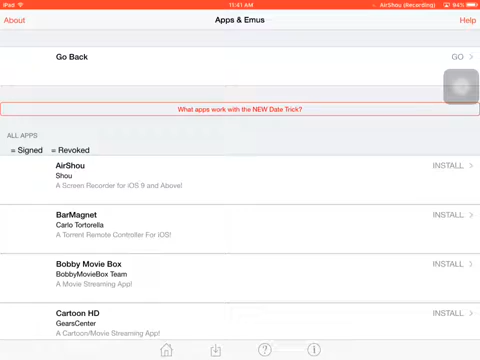 iPad 11:41 AM AirShou (Recording) 94%
About Apps & Emus Help
Go Back GO
What apps work with the NEW Date Trick?
ALL APPS
= Signed = Revoked
AirShou INSTALL
Shou
A Screen Recorder for iOS 9 and Above!
BarMagnet INSTALL
Carlo Tortorella
A Torrent Remote Controller For iOS!
Bobby Movie Box INSTALL
BobbyMovieBox Team
A Movie Streaming App!
Cartoon HD INSTALL
GearsCenter
A Cartoon/Movie Streaming App!